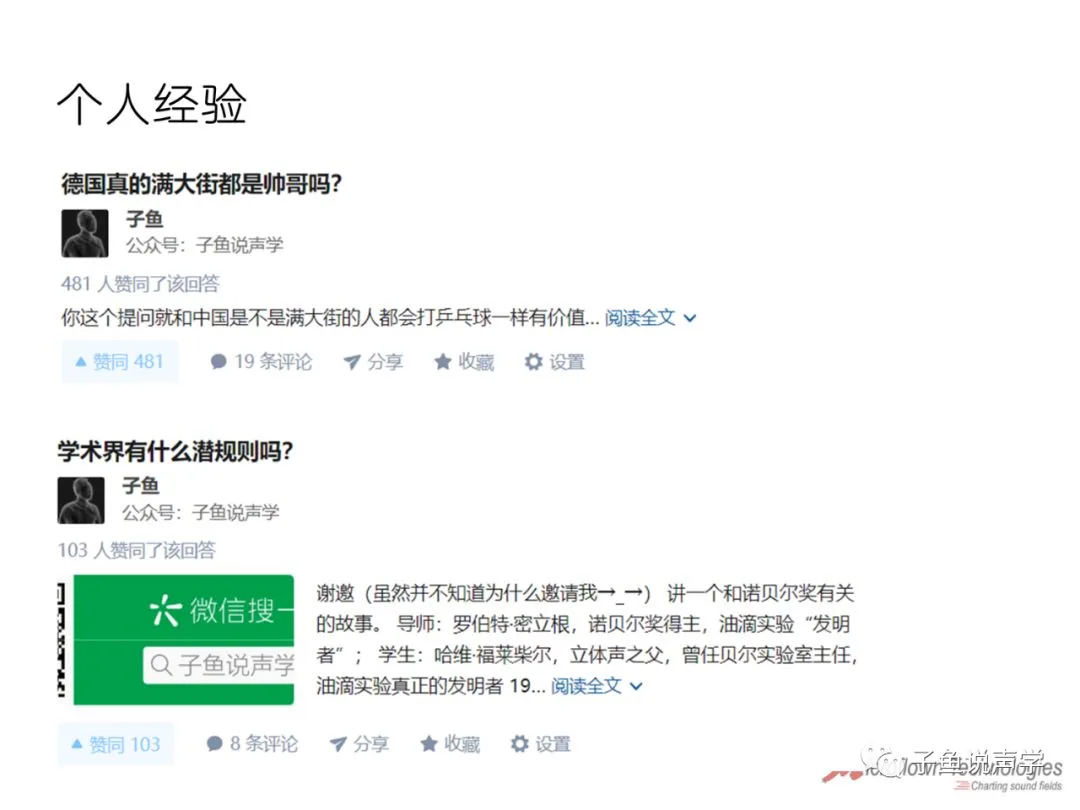 个人经验
德国真的满大街都是帅哥吗？
子鱼
公众号：子鱼说声学
481 人赞同了该回答
你这个提问就和中国是不是满大街的人都会打乒乓球一样有价值... 阅读全文
赞同 481 19 条评论 分享 收藏 设置
学术界有什么潜规则吗？
子鱼
公众号：子鱼说声学
103 人赞同了该回答
微信搜一
子鱼说声学
谢邀（虽然并不知道为什么邀请我→_→） 讲一个和诺贝尔奖有关
的故事。 导师：罗伯特·密立根，诺贝尔奖得主，油滴实验“发明
者”； 学生：哈维·福莱柴尔，立体声之父，曾任贝尔实验室主任，
油滴实验真正的发明者 19... 阅读全文
赞同 103 8 条评论 分享 收藏 设置
子鱼说声学
Technologies
Charting sound fields